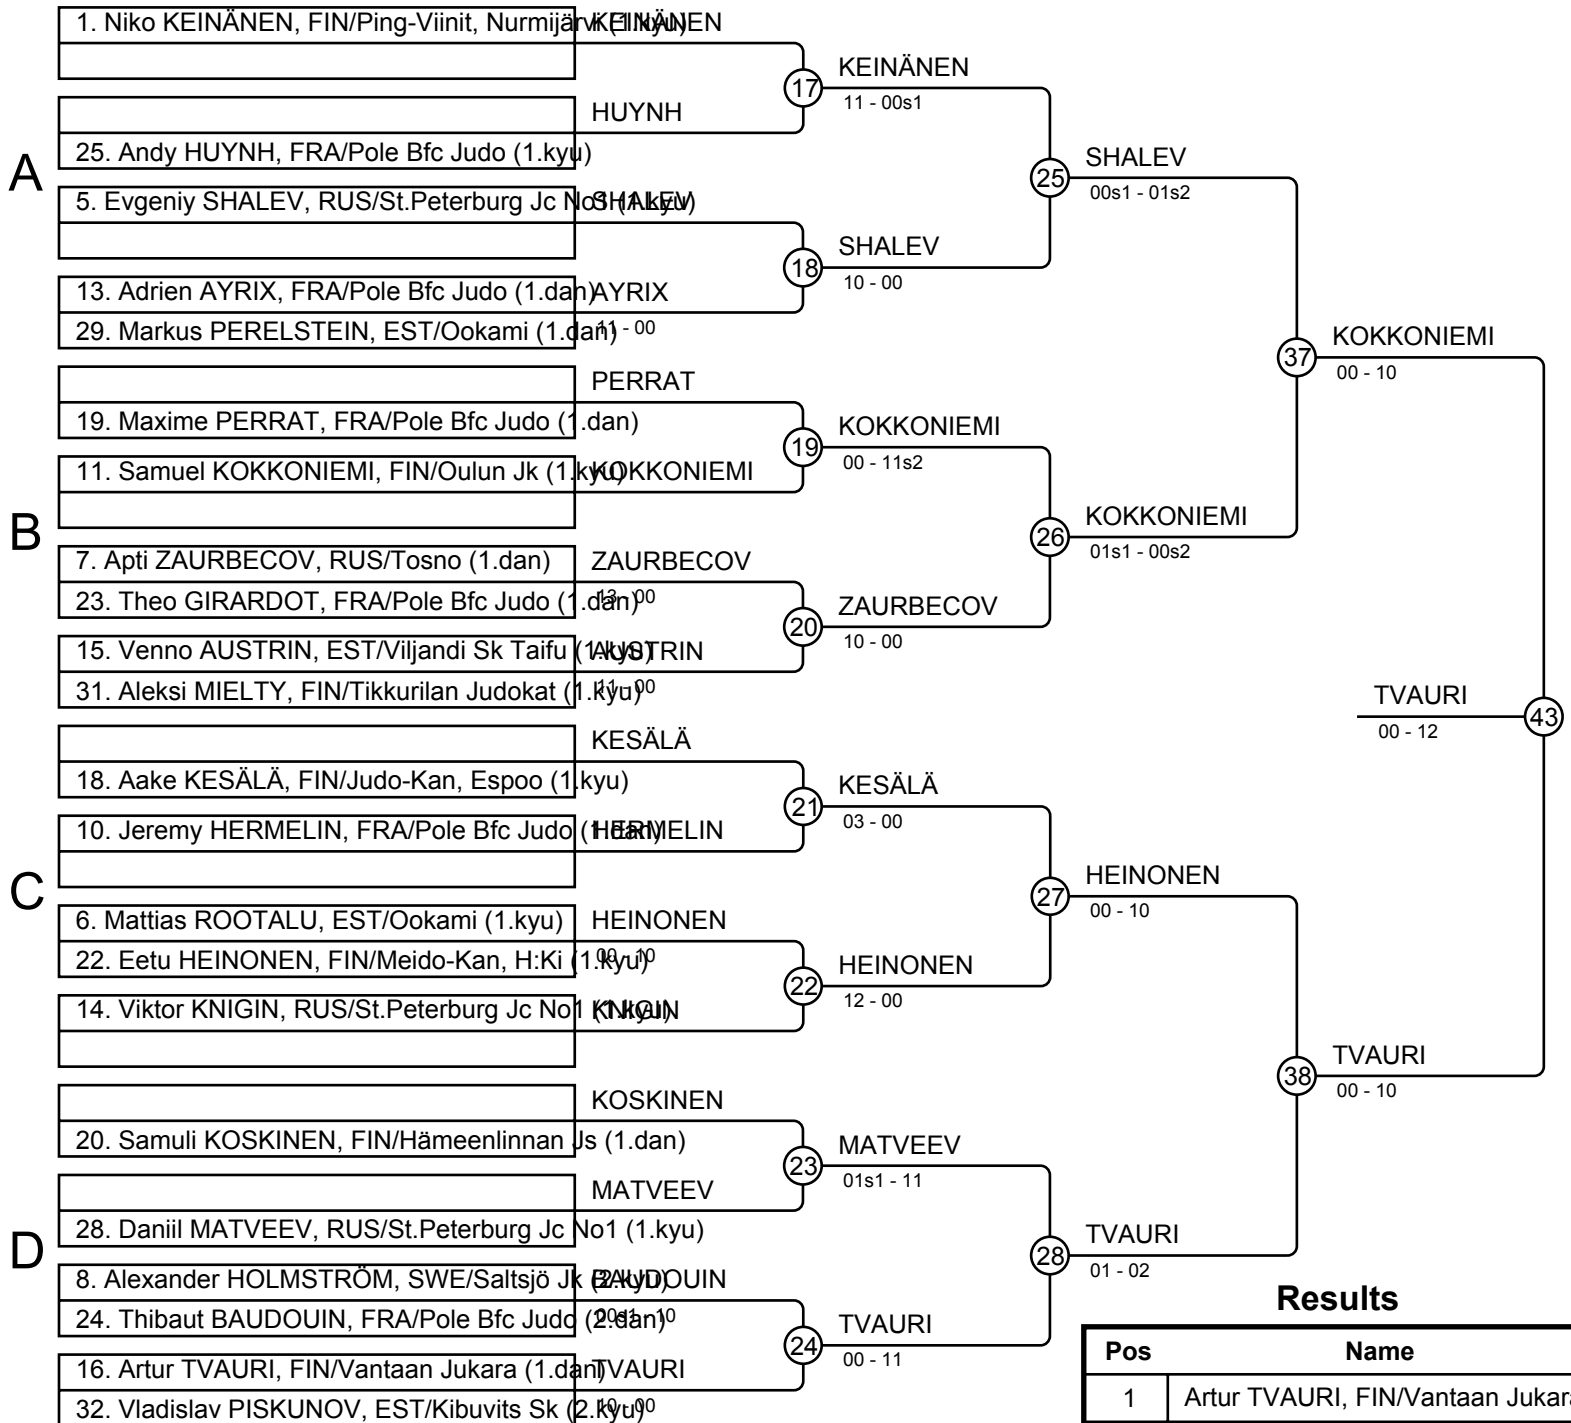 1. Niko KEINÄNEN, FIN/Ping-Viinit, Nurmijärvi (1.kyu)
KEINÄNEN
HUYNH
25. Andy HUYNH, FRA/Pole Bfc Judo (1.kyu)
17
KEINÄNEN
11 - 00s1
A
5. Evgeniy SHALEV, RUS/St.Peterburg Jc No1 (1.kyu)
SHALEV
13. Adrien AYRIX, FRA/Pole Bfc Judo (1.dan)
AYRIX
29. Markus PERELSTEIN, EST/Ookami (1.dan)
11 - 00
18
SHALEV
10 - 00
25
SHALEV
00s1 - 01s2
PERRAT
19. Maxime PERRAT, FRA/Pole Bfc Judo (1.dan)
11. Samuel KOKKONIEMI, FIN/Oulun Jk (1.kyu)
KOKKONIEMI
19
KOKKONIEMI
00 - 11s2
B
7. Apti ZAURBECOV, RUS/Tosno (1.dan)
ZAURBECOV
23. Theo GIRARDOT, FRA/Pole Bfc Judo (1.dan)
13 - 00
15. Venno AUSTRIN, EST/Viljandi Sk Taifu (1.kyu)
AUSTRIN
31. Aleksi MIELTY, FIN/Tikkurilan Judokat (1.kyu)
11 - 00
20
ZAURBECOV
10 - 00
26
KOKKONIEMI
01s1 - 00s2
37
KOKKONIEMI
00 - 10
KESÄLÄ
18. Aake KESÄLÄ, FIN/Judo-Kan, Espoo (1.kyu)
10. Jeremy HERMELIN, FRA/Pole Bfc Judo (1.dan)
HERMELIN
21
KESÄLÄ
03 - 00
C
6. Mattias ROOTALU, EST/Ookami (1.kyu)
HEINONEN
22. Eetu HEINONEN, FIN/Meido-Kan, H:Ki (1.kyu)
00 - 10
14. Viktor KNIGIN, RUS/St.Peterburg Jc No1 (1.kyu)
KNIGIN
22
HEINONEN
12 - 00
27
HEINONEN
00 - 10
KOSKINEN
20. Samuli KOSKINEN, FIN/Hämeenlinnan Js (1.dan)
MATVEEV
28. Daniil MATVEEV, RUS/St.Peterburg Jc No1 (1.kyu)
23
MATVEEV
01s1 - 11
D
8. Alexander HOLMSTRÖM, SWE/Saltsjö Jk (2.kyu)
BAUDOUIN
24. Thibaut BAUDOUIN, FRA/Pole Bfc Judo (2.dan)
00s1 - 10
16. Artur TVAURI, FIN/Vantaan Jukara (1.dan)
TVAURI
32. Vladislav PISKUNOV, EST/Kibuvits Sk (2.kyu)
10 - 00
24
TVAURI
00 - 11
28
TVAURI
01 - 02
38
TVAURI
00 - 10
TVAURI
00 - 12
43
Results
Pos Name
1 Artur TVAURI, FIN/Vantaan Jukara